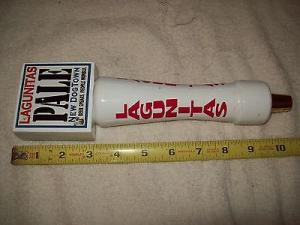 LAGUNITAS
PALE
NEW DOGTOWN
LAGUNITAS
1 2 3 4 5 6 7 8 9 10